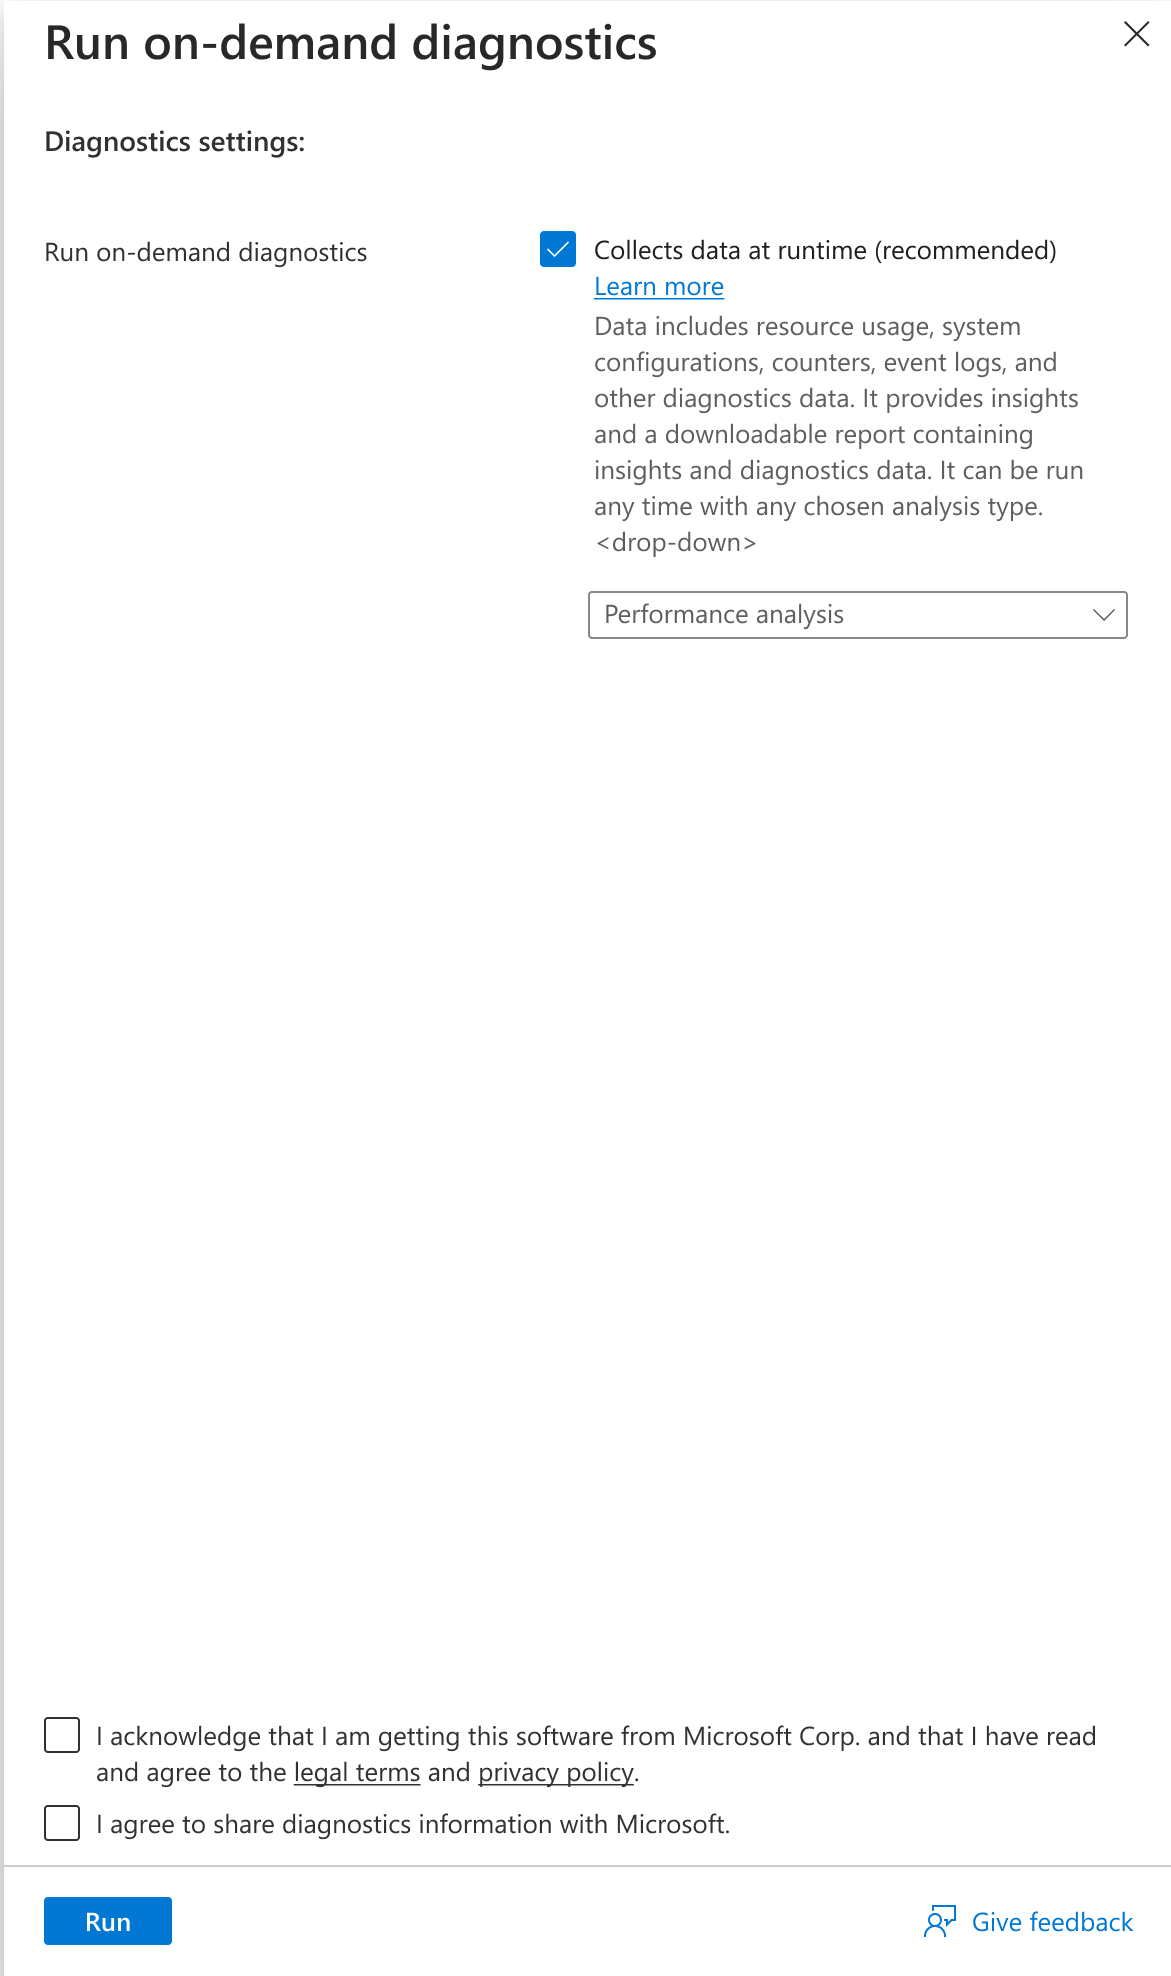 Run on-demand diagnostics
Diagnostics settings:
Run on-demand diagnostics
Collects data at runtime (recommended)
Learn more
Data includes resource usage, system
configurations, counters, event logs, and
other diagnostics data. It provides insights
and a downloadable report containing
insights and diagnostics data. It can be run
any time with any chosen analysis type.
<drop-down>
Performance analysis
I acknowledge that I am getting this software from Microsoft Corp. and that I have read
and agree to the legal terms and privacy policy.
I agree to share diagnostics information with Microsoft.
Run
Give feedback